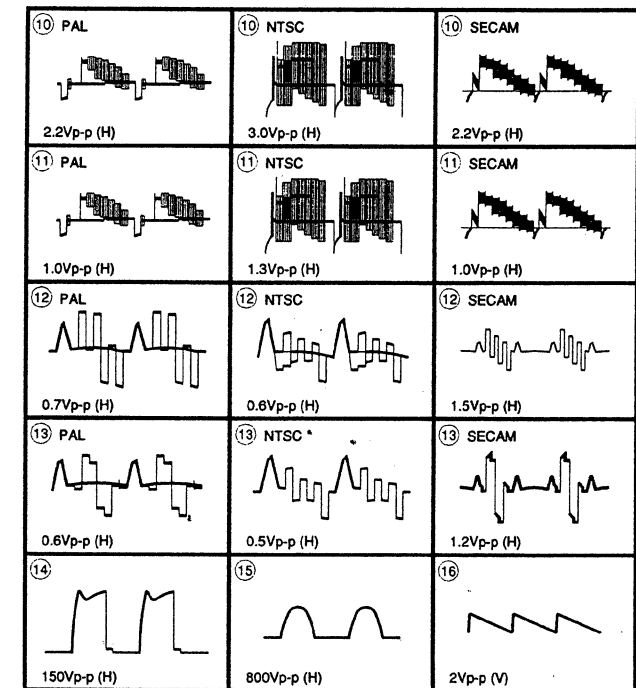 10 PAL
2.2Vp-p (H)
10 NTSC
3.0Vp-p (H)
10 SECAM
2.2Vp-p (H)
11 PAL
1.0Vp-p (H)
11 NTSC
1.3Vp-p (H)
11 SECAM
1.0Vp-p (H)
12 PAL
0.7Vp-p (H)
12 NTSC
0.6Vp-p (H)
12 SECAM
1.5Vp-p (H)
13 PAL
0.6Vp-p (H)
13 NTSC
0.5Vp-p (H)
13 SECAM
1.2Vp-p (H)
14
150Vp-p (H)
15
800Vp-p (H)
16
2Vp-p (V)